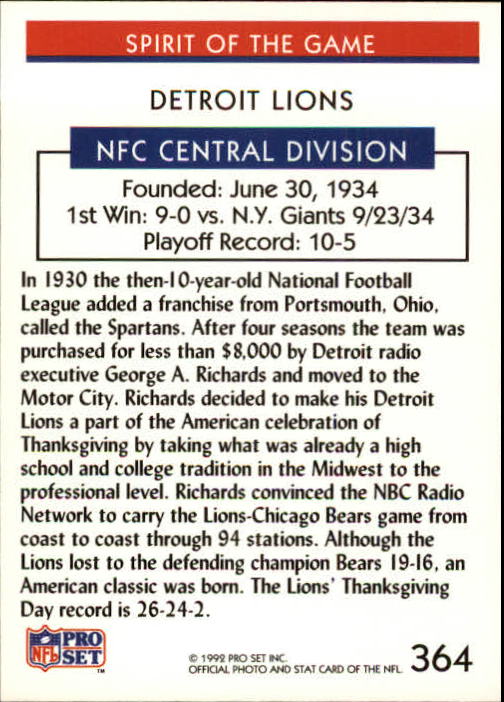 SPIRIT OF THE GAME
DETROIT LIONS
NFC CENTRAL DIVISION
Founded: June 30, 1934
1st Win: 9-0 vs. N.Y. Giants 9/23/34
Playoff Record: 10-5
In 1930 the then-10-year-old National Football
League added a franchise from Portsmouth, Ohio,
called the Spartans. After four seasons the team was
purchased for less than $8,000 by Detroit radio
executive George A. Richards and moved to the
Motor City. Richards decided to make his Detroit
Lions a part of the American celebration of
Thanksgiving by taking what was already a high
school and college tradition in the Midwest to the
professional level. Richards convinced the NBC Radio
Network to carry the Lions-Chicago Bears game from
coast to coast through 94 stations. Although the
Lions lost to the defending champion Bears 19-16, an
American classic was born. The Lions' Thanksgiving
Day record is 26-24-2.
NFL PRO SET ™
© 1992 PRO SET INC.
OFFICIAL PHOTO AND STAT CARD OF THE NFL
364